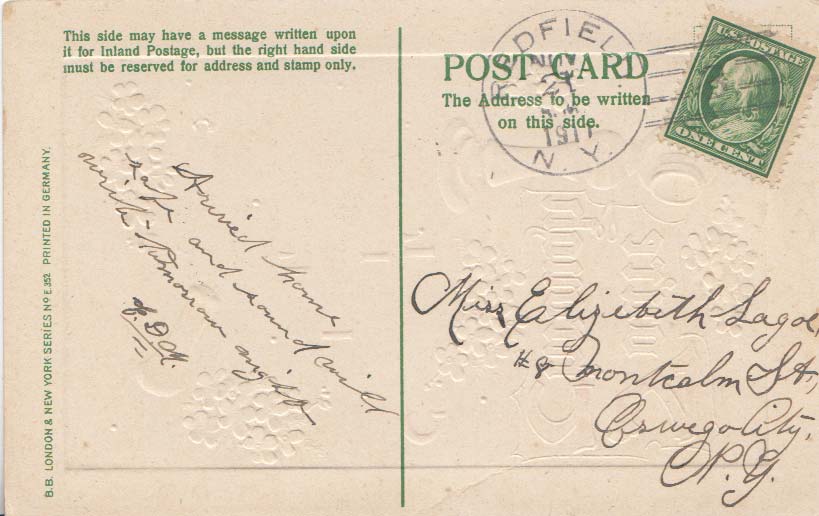 This side may have a message written upon
it for Inland Postage, but the right hand side
must be reserved for address and stamp only.
POST CARD
The Address to be written
on this side.
N. Y.
U.S. POSTAGE
ONE CENT
B.B. LONDON & NEW YORK SERIES No E.352 PRINTED IN GERMANY.
Arrived home
safe and sound will
write tomorrow night
Miss Elizabeth
# 8 Montcalm St.,
Oswego City,
N. Y.